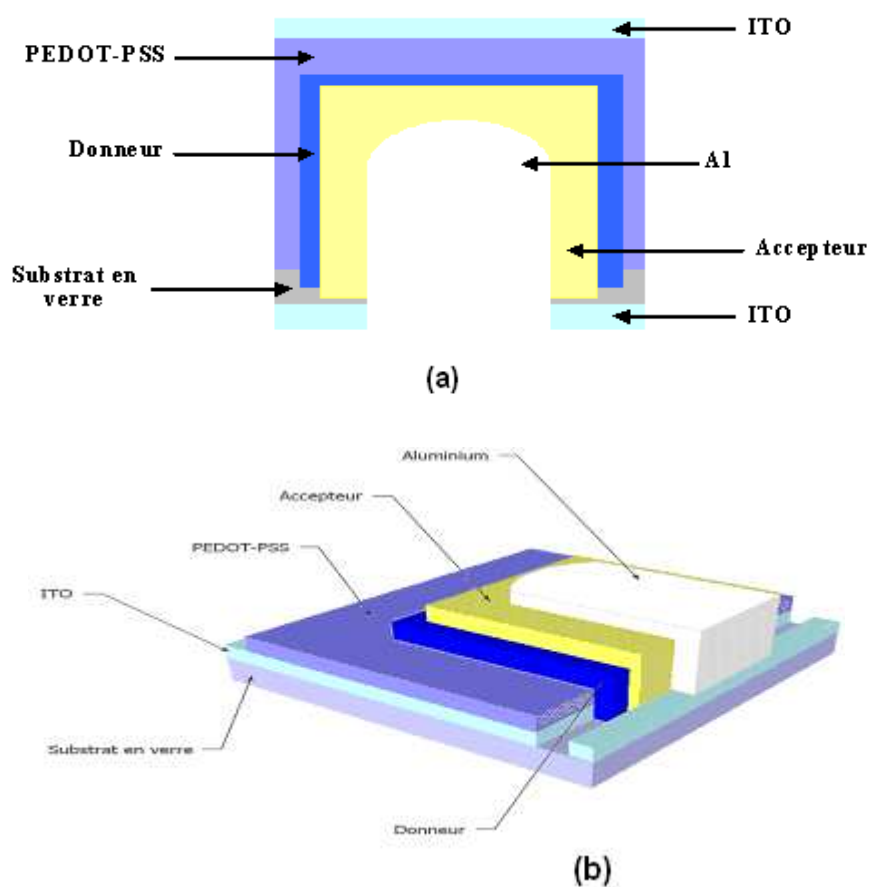 ITO
PEDOT-PSS
Donneur
Al
Accepteur
Substrat en
verre
ITO
(a)
Aluminium
Accepteur
PEDOT-PSS
ITO
Substrat en verre
Donneur
(b)